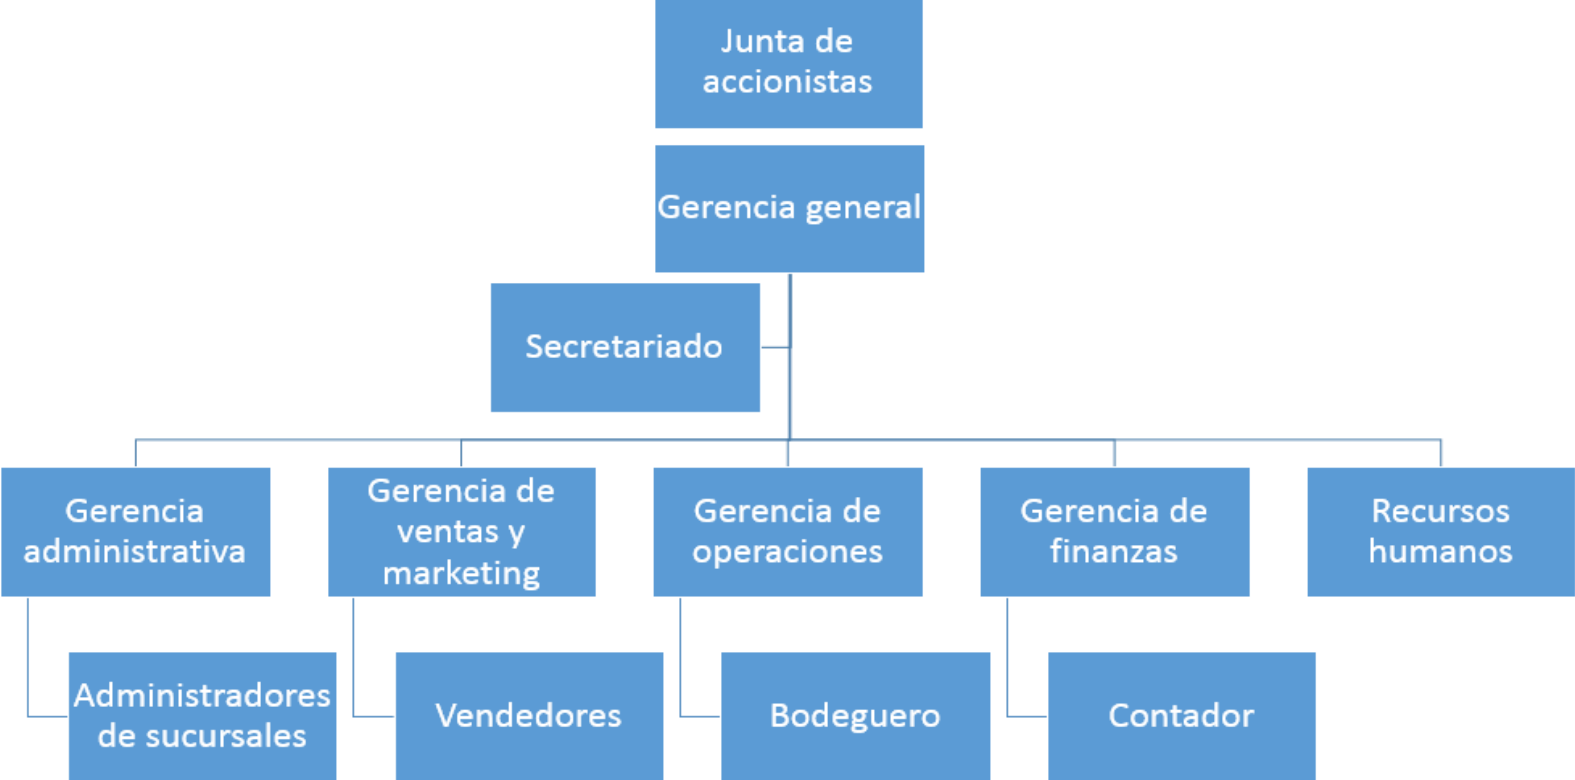 Junta de
accionistas
Gerencia general
Secretariado
Gerencia
administrativa
Gerencia de
ventas y
marketing
Gerencia de
operaciones
Gerencia de
finanzas
Recursos
humanos
Administradores
de sucursales
Vendedores
Bodeguero
Contador